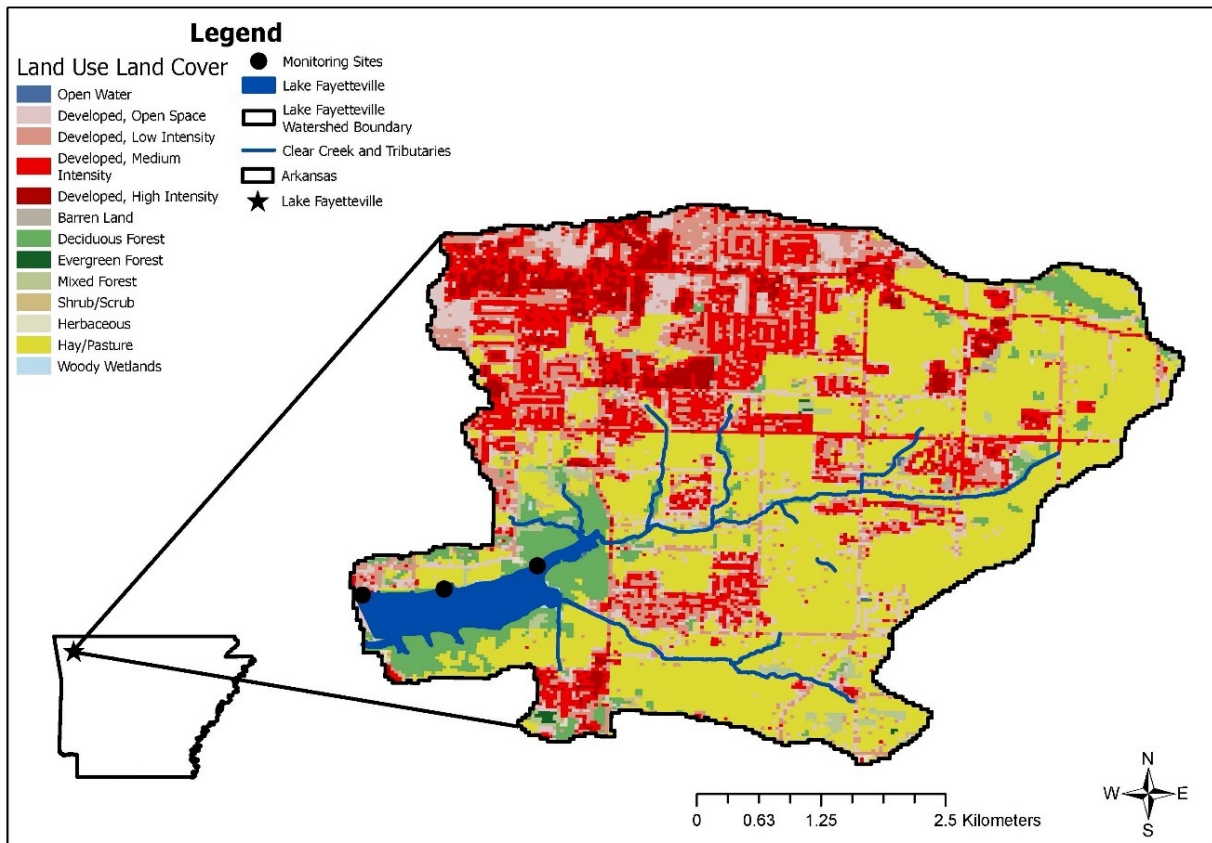 Legend
Land Use Land Cover
Open Water
Developed, Open Space
Developed, Low Intensity
Developed, Medium
Intensity
Developed, High Intensity
Barren Land
Deciduous Forest
Evergreen Forest
Mixed Forest
Shrub/Scrub
Herbaceous
Hay/Pasture
Woody Wetlands
Monitoring Sites
Lake Fayetteville
Lake Fayetteville
Watershed Boundary
Clear Creek and Tributaries
Arkansas
Lake Fayetteville
N
W E
S
0 0.63 1.25 2.5 Kilometers